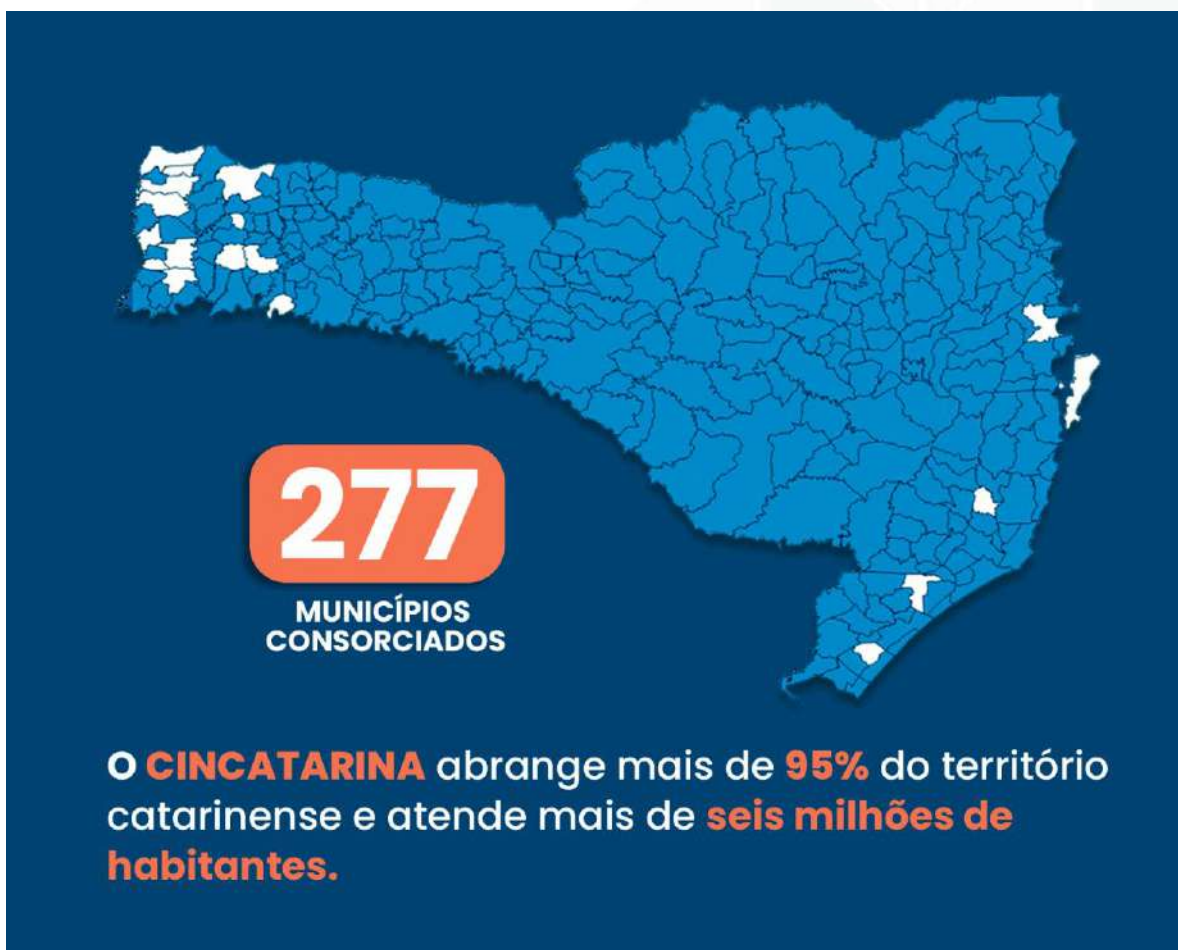 277
MUNICÍPIOS
CONSORCIADOS
O CINCATARINA abrange mais de 95% do território
catarinense e atende mais de seis milhões de
habitantes.